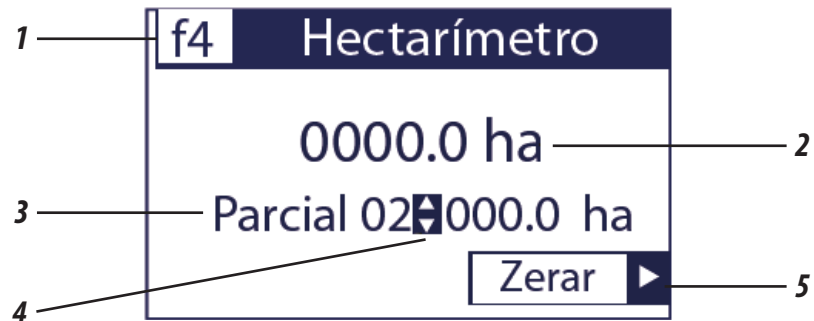 1 f4 Hectarímetro
0000.0 ha 2
3 Parcial 02 000.0 ha
Zerar 5
4